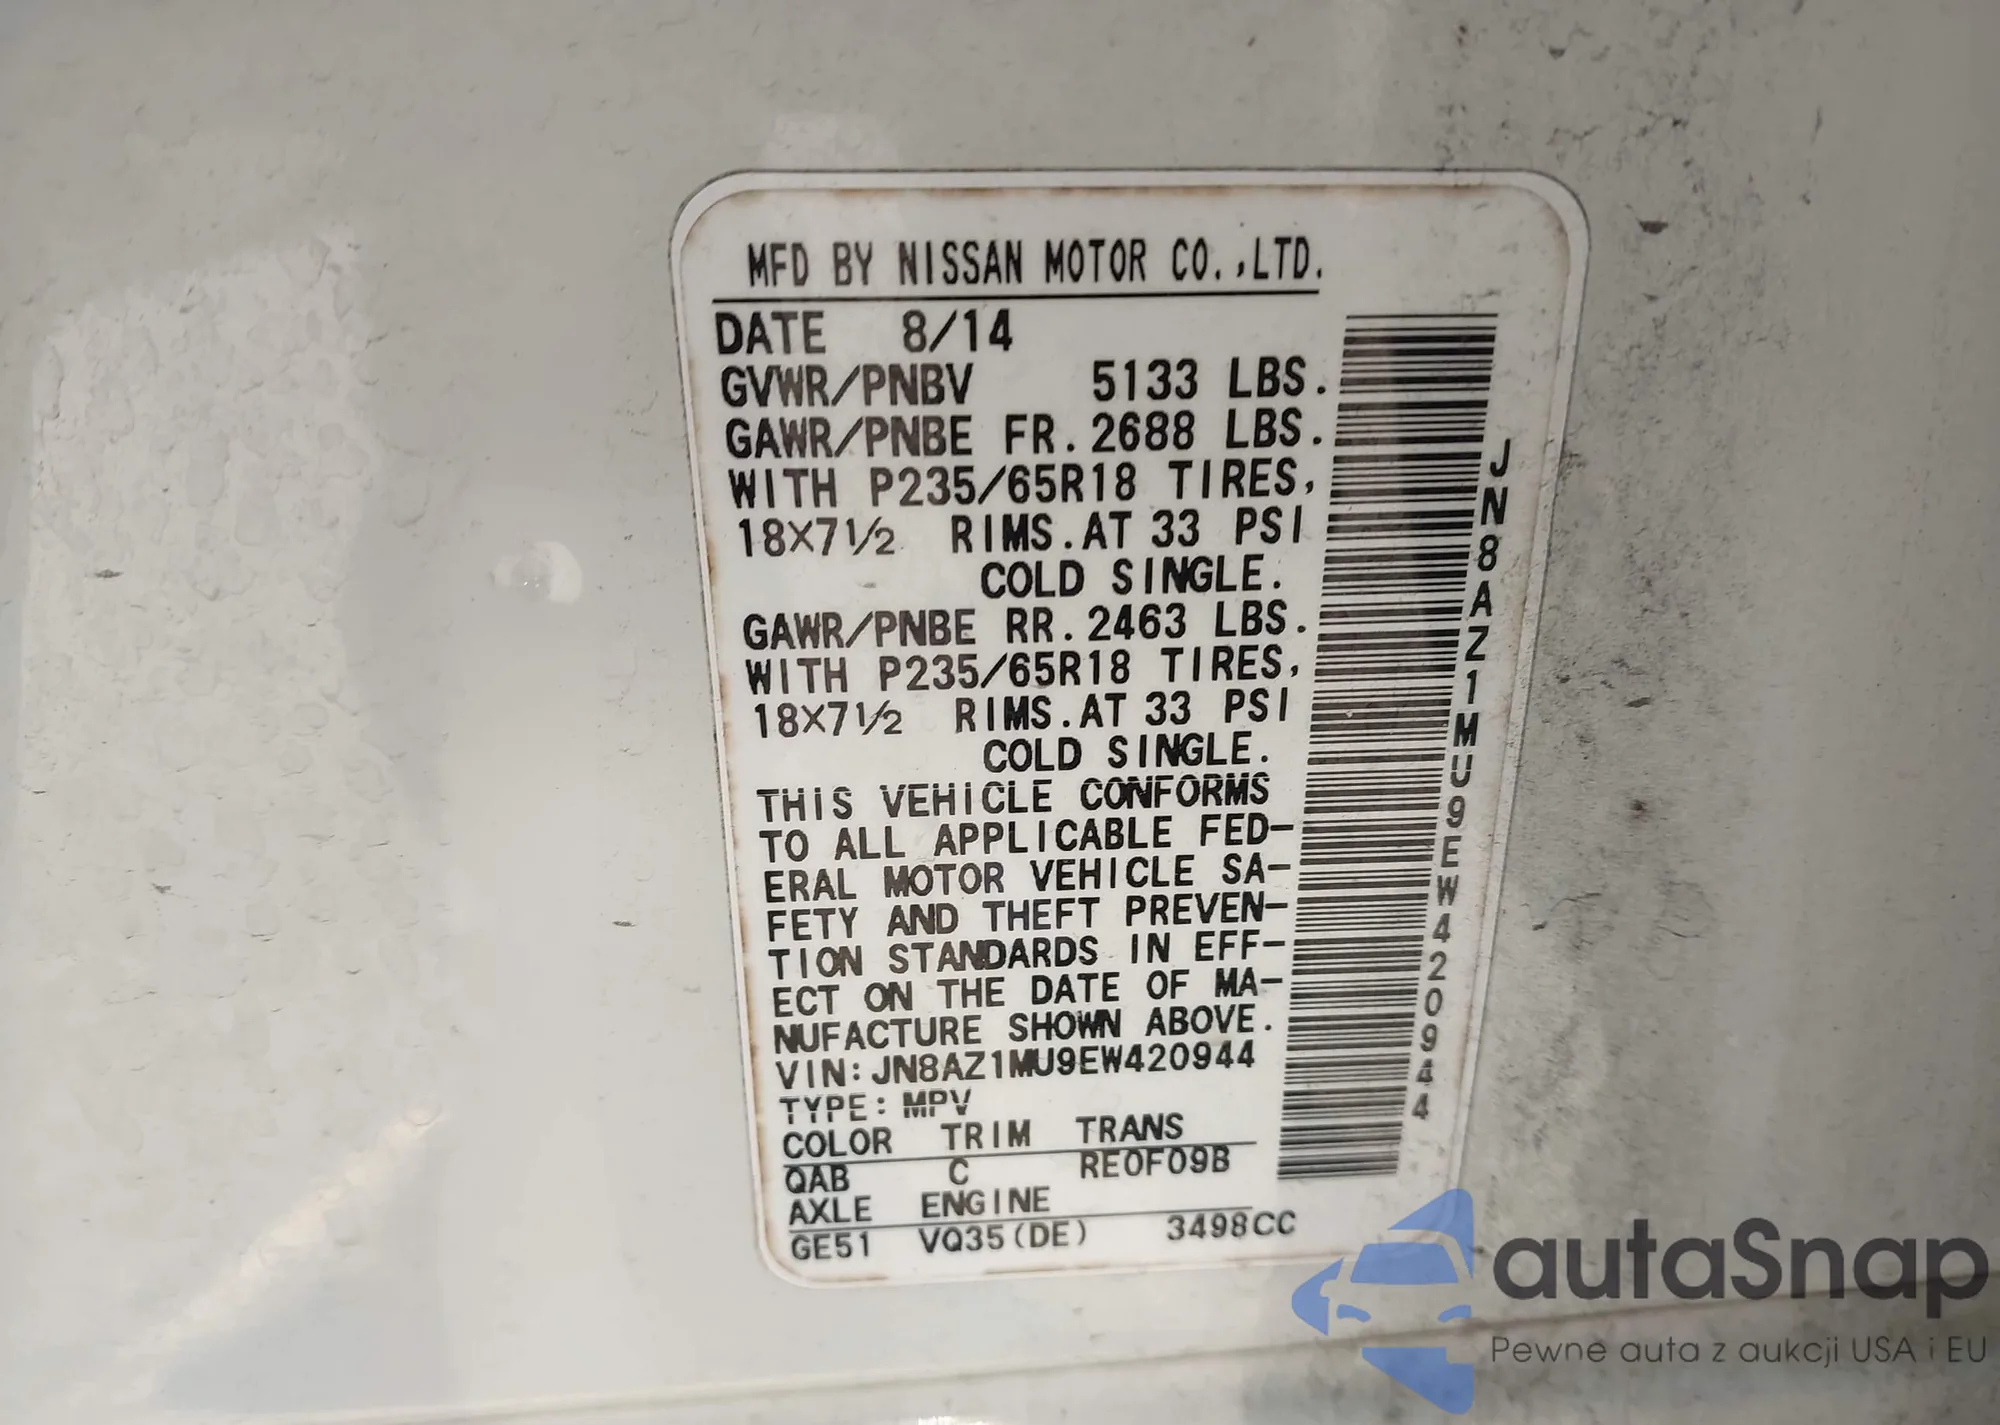 MFD BY NISSAN MOTOR CO.,LTD.
DATE 8/14
GVWR/PNBV 5133 LBS.
GAWR/PNBE FR. 2688 LBS.
WITH P235/65R18 TIRES,
18X7½ RIMS. AT 33 PSI
COLD SINGLE.
GAWR/PNBE RR. 2463 LBS.
WITH P235/65R18 TIRES,
18X7½ RIMS. AT 33 PSI
COLD SINGLE.
THIS VEHICLE CONFORMS
TO ALL APPLICABLE FED-
ERAL MOTOR VEHICLE SA-
FETY AND THEFT PREVEN-
TION STANDARDS IN EFF-
ECT ON THE DATE OF MA-
NUFACTURE SHOWN ABOVE.
VIN: JN8AZ1MU9EW420944
TYPE: MPV
COLOR TRIM TRANS
QAB C RE0F09B
AXLE ENGINE
GE51 VQ35(DE) 3498CC
JN8AZ1MU9EW420944
autaSnap
Pewne auta z aukcji USA i EU